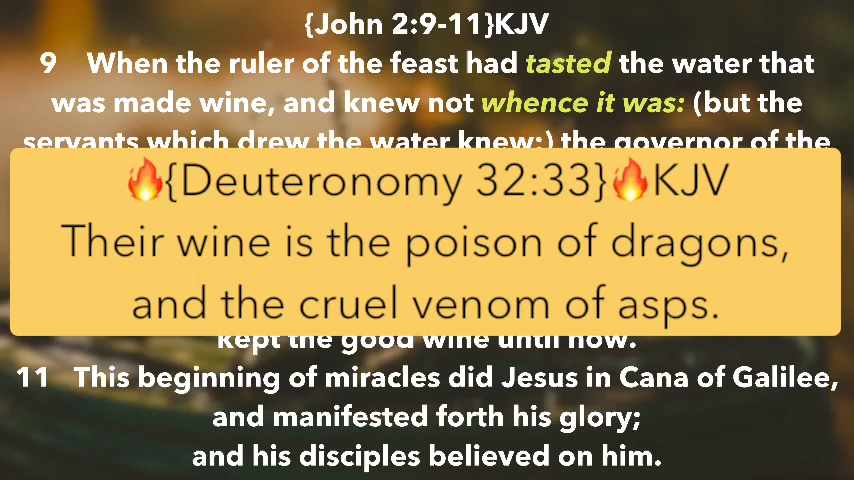 {John 2:9-11}KJV
9 When the ruler of the feast had tasted the water that
was made wine, and knew not whence it was: (but the
servants which drew the water knew;) the governor of the
🔥{Deuteronomy 32:33}🔥KJV
Their wine is the poison of dragons,
and the cruel venom of asps.
kept the good wine until now.
11 This beginning of miracles did Jesus in Cana of Galilee,
and manifested forth his glory;
and his disciples believed on him.